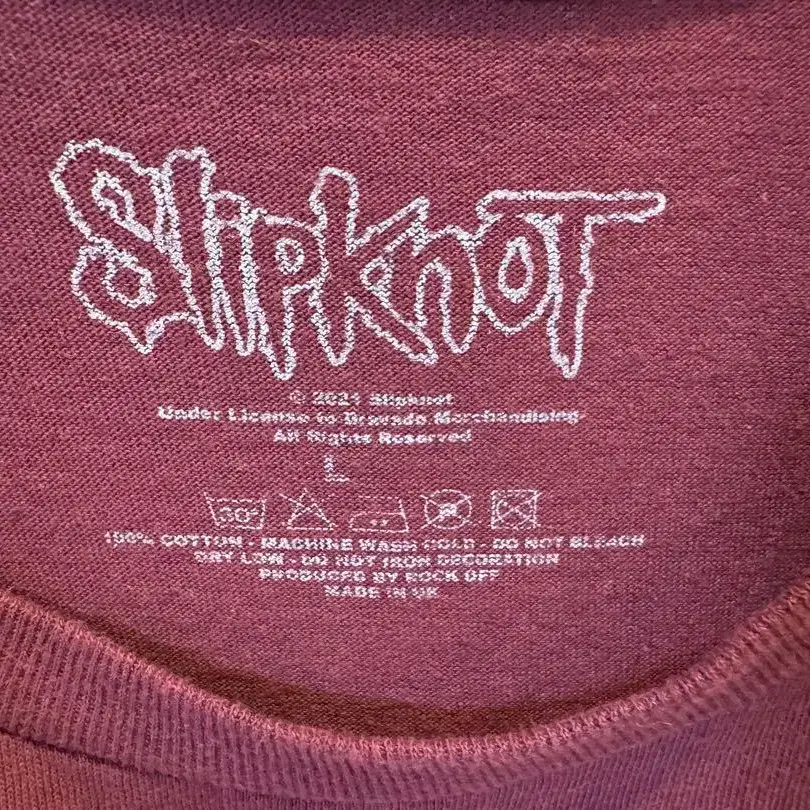 SlipknoT
© 2021 Slipknot
Under License to Bravado Merchandising
All Rights Reserved
L
30°
100% COTTON - MACHINE WASH COLD - DO NOT BLEACH
DRY LOW - DO NOT IRON DECORATION
PRODUCED BY ROCK OFF
MADE IN UK